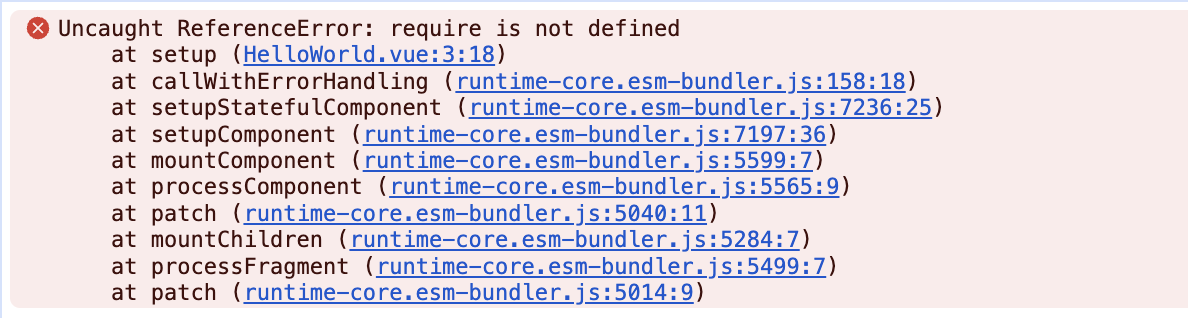 Uncaught ReferenceError: require is not defined
at setup (HelloWorld.vue:3:18)
at callWithErrorHandling (runtime-core.esm-bundler.js:158:18)
at setupStatefulComponent (runtime-core.esm-bundler.js:7236:25)
at setupComponent (runtime-core.esm-bundler.js:7197:36)
at mountComponent (runtime-core.esm-bundler.js:5599:7)
at processComponent (runtime-core.esm-bundler.js:5565:9)
at patch (runtime-core.esm-bundler.js:5040:11)
at mountChildren (runtime-core.esm-bundler.js:5284:7)
at processFragment (runtime-core.esm-bundler.js:5499:7)
at patch (runtime-core.esm-bundler.js:5014:9)